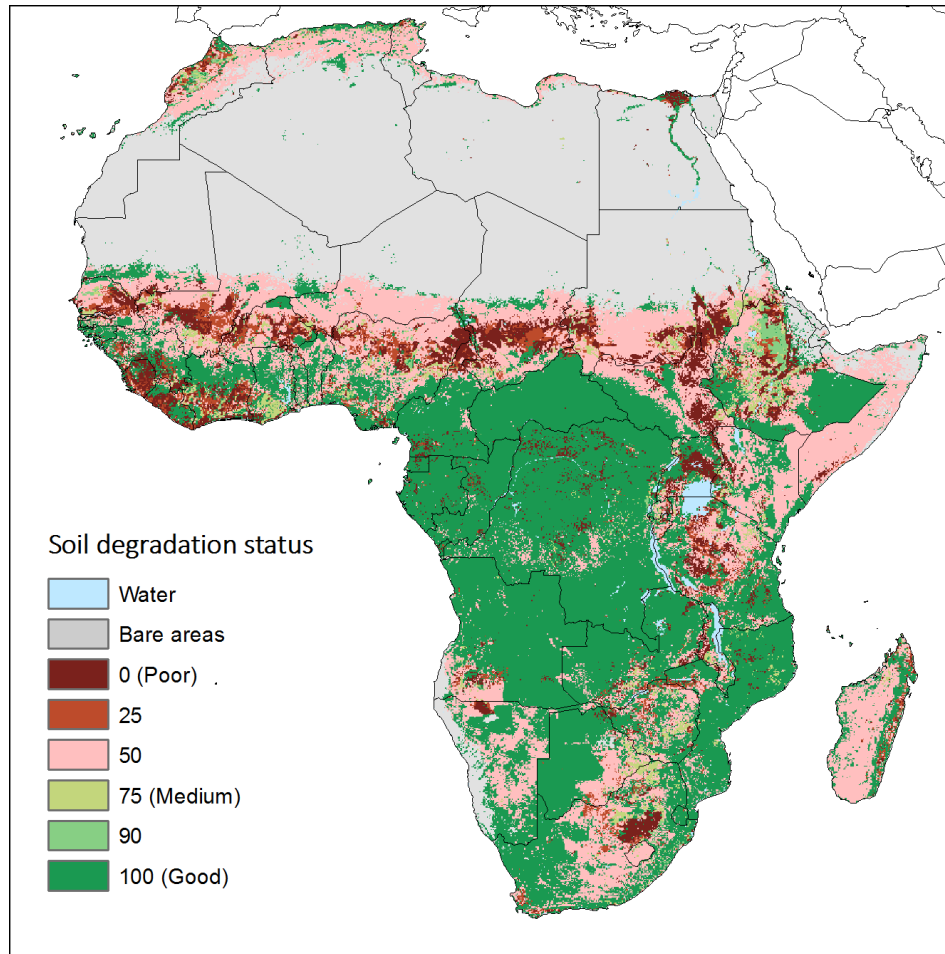 Soil degradation status
Water
Bare areas
0 (Poor)
25
50
75 (Medium)
90
100 (Good)